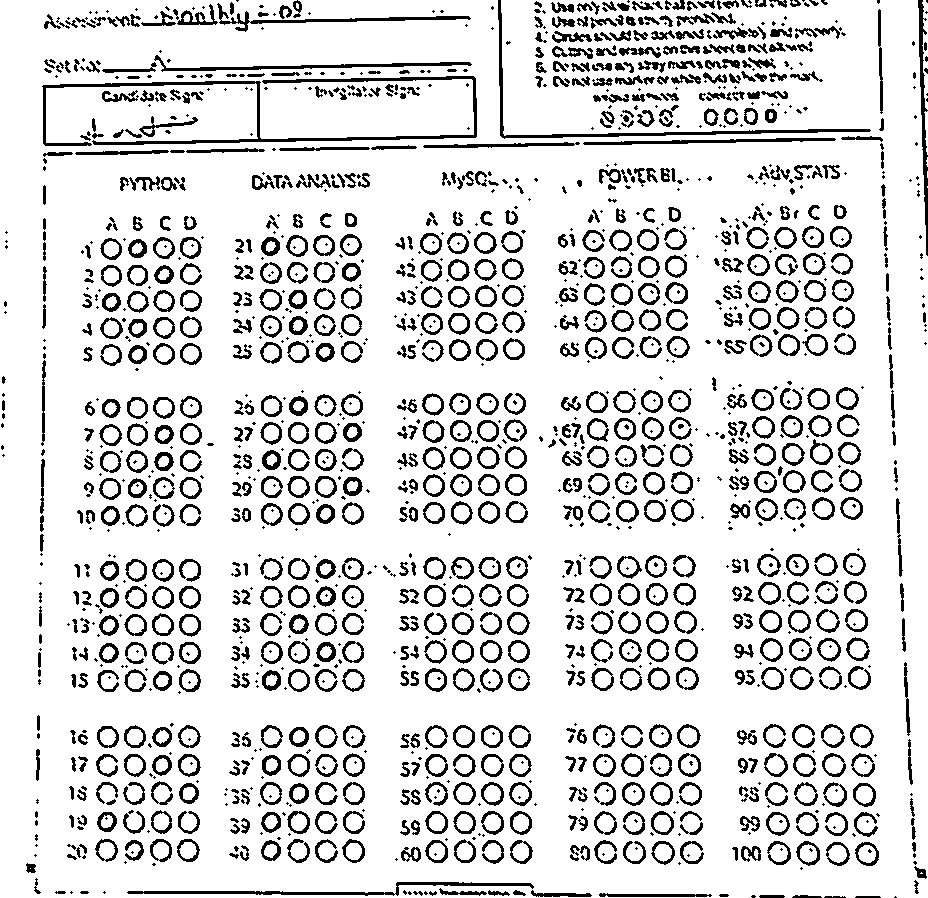 Assessment: Monthly - 02
2. Use only blue/black ball point pen to fill the circles.
3. Use of pencil is strictly prohibited.
4. Circles should be darkened completely and properly.
5. Cutting and erasing on this sheet is not allowed.
6. Do not use any stray marks on the sheet.
7. Do not use marker or white fluid to hide the mark.
Set No: A
Candidate Sign: Invigilator Sign:
WRONG METHODS CORRECT METHOD
PYTHON DATA ANALYSIS MySQL POWER BI ADV. STATS
A B C D A B C D A B C D A B C D A B C D
1 21 41 61 81
2 22 42 62 82
3 23 43 63 83
4 24 44 64 84
5 25 45 65 85
6 26 46 66 86
7 27 47 67 87
8 28 48 68 88
9 29 49 69 89
10 30 50 70 90
11 31 51 71 91
12 32 52 72 92
13 33 53 73 93
14 34 54 74 94
15 35 55 75 95
16 36 56 76 96
17 37 57 77 97
18 38 58 78 98
19 39 59 79 99
20 40 60 80 100